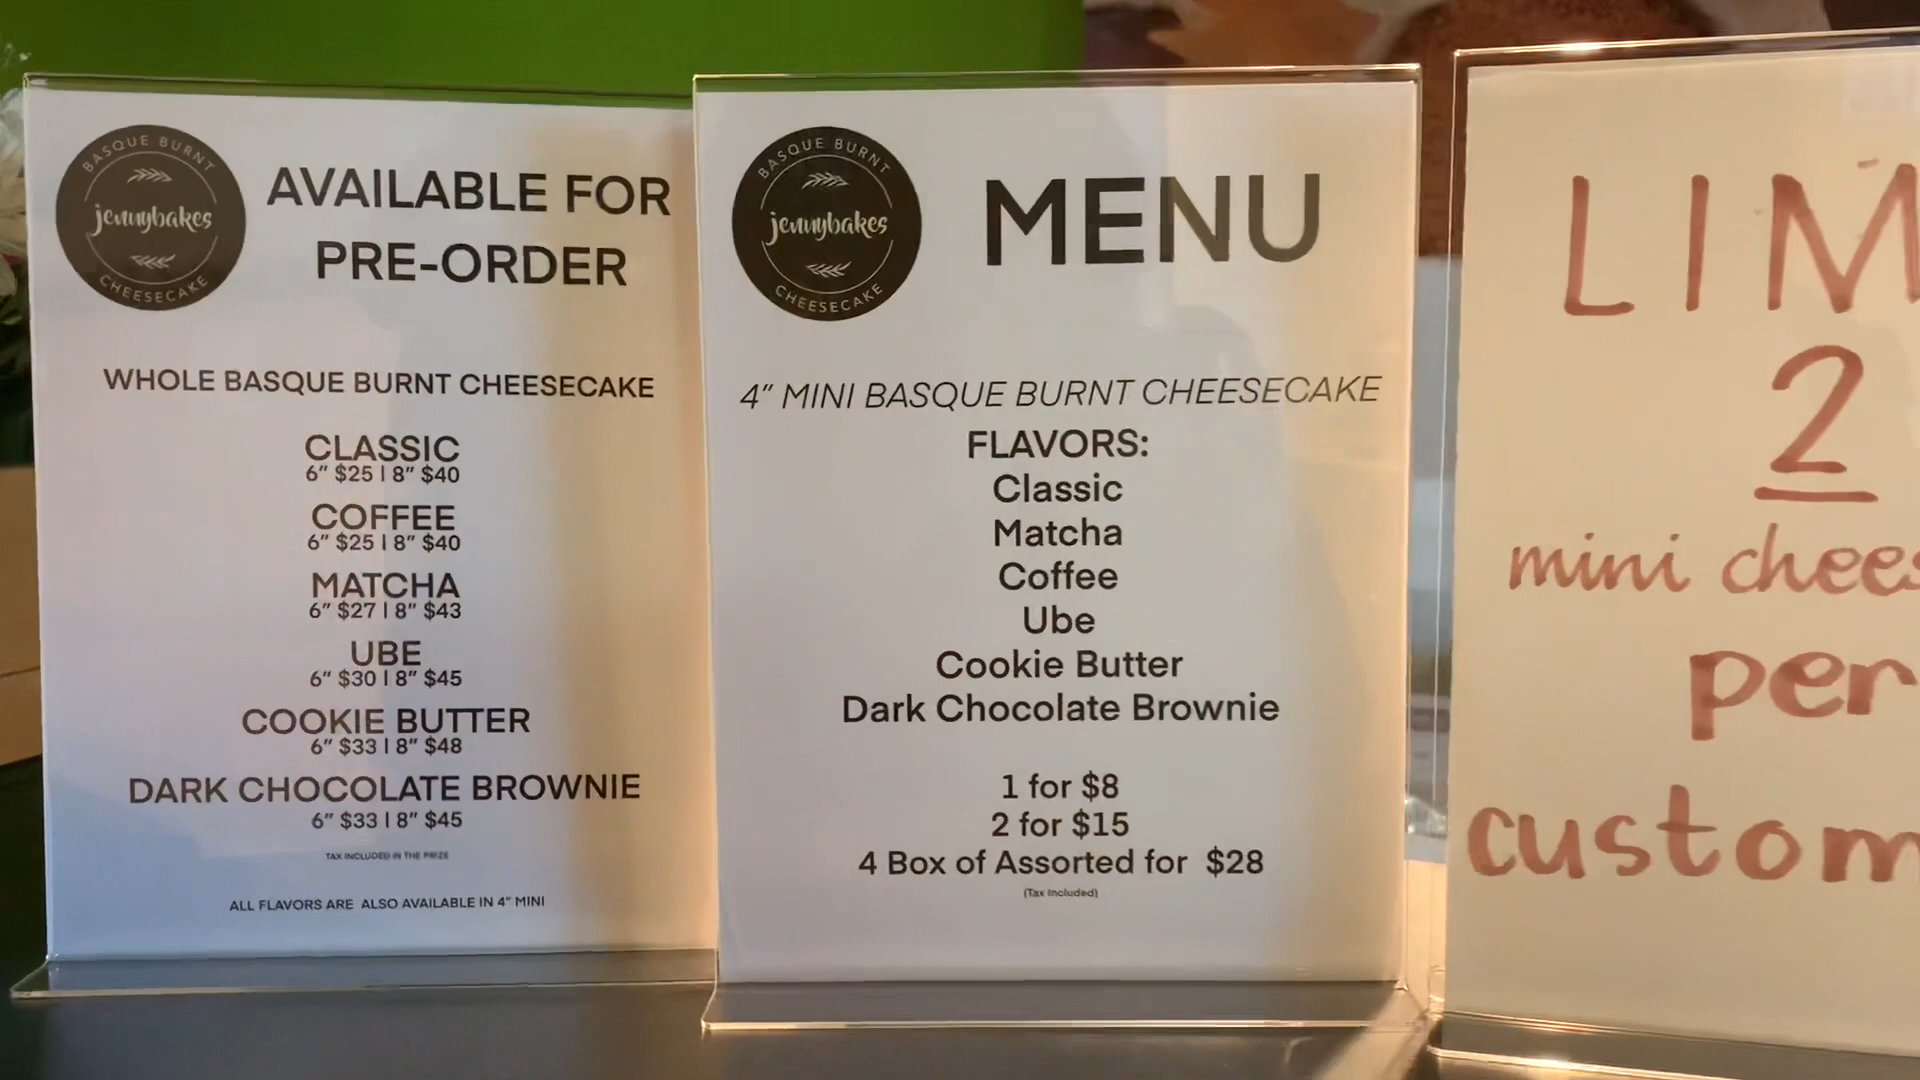 BASQUE BURNT
jennybakes
CHEESECAKE
AVAILABLE FOR
PRE-ORDER
WHOLE BASQUE BURNT CHEESECAKE
CLASSIC
6” $25 | 8” $40
COFFEE
6” $25 | 8” $40
MATCHA
6” $27 | 8” $43
UBE
6” $30 | 8” $45
COOKIE BUTTER
6” $33 | 8” $48
DARK CHOCOLATE BROWNIE
6” $33 | 8” $45
TAX INCLUDED IN THE PRIZE
ALL FLAVORS ARE ALSO AVAILABLE IN 4” MINI
BASQUE BURNT
jennybakes
CHEESECAKE
MENU
4” MINI BASQUE BURNT CHEESECAKE
FLAVORS:
Classic
Matcha
Coffee
Ube
Cookie Butter
Dark Chocolate Brownie
1 for $8
2 for $15
4 Box of Assorted for $28
(Tax Included)
LIM
2
mini chees
per
custom